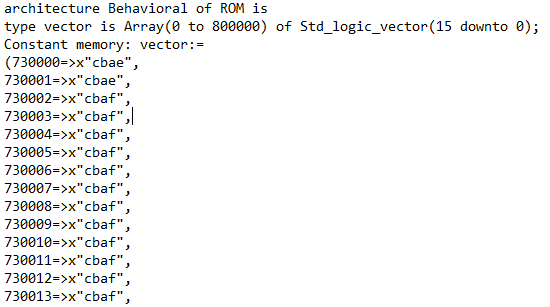 architecture Behavioral of ROM is
type vector is Array(0 to 800000) of Std_logic_vector(15 downto 0);
Constant memory: vector:=
(730000=>x"cbae",
730001=>x"cbae",
730002=>x"cbaf",
730003=>x"cbaf",
730004=>x"cbaf",
730005=>x"cbaf",
730006=>x"cbaf",
730007=>x"cbaf",
730008=>x"cbaf",
730009=>x"cbaf",
730010=>x"cbaf",
730011=>x"cbaf",
730012=>x"cbaf",
730013=>x"cbaf",